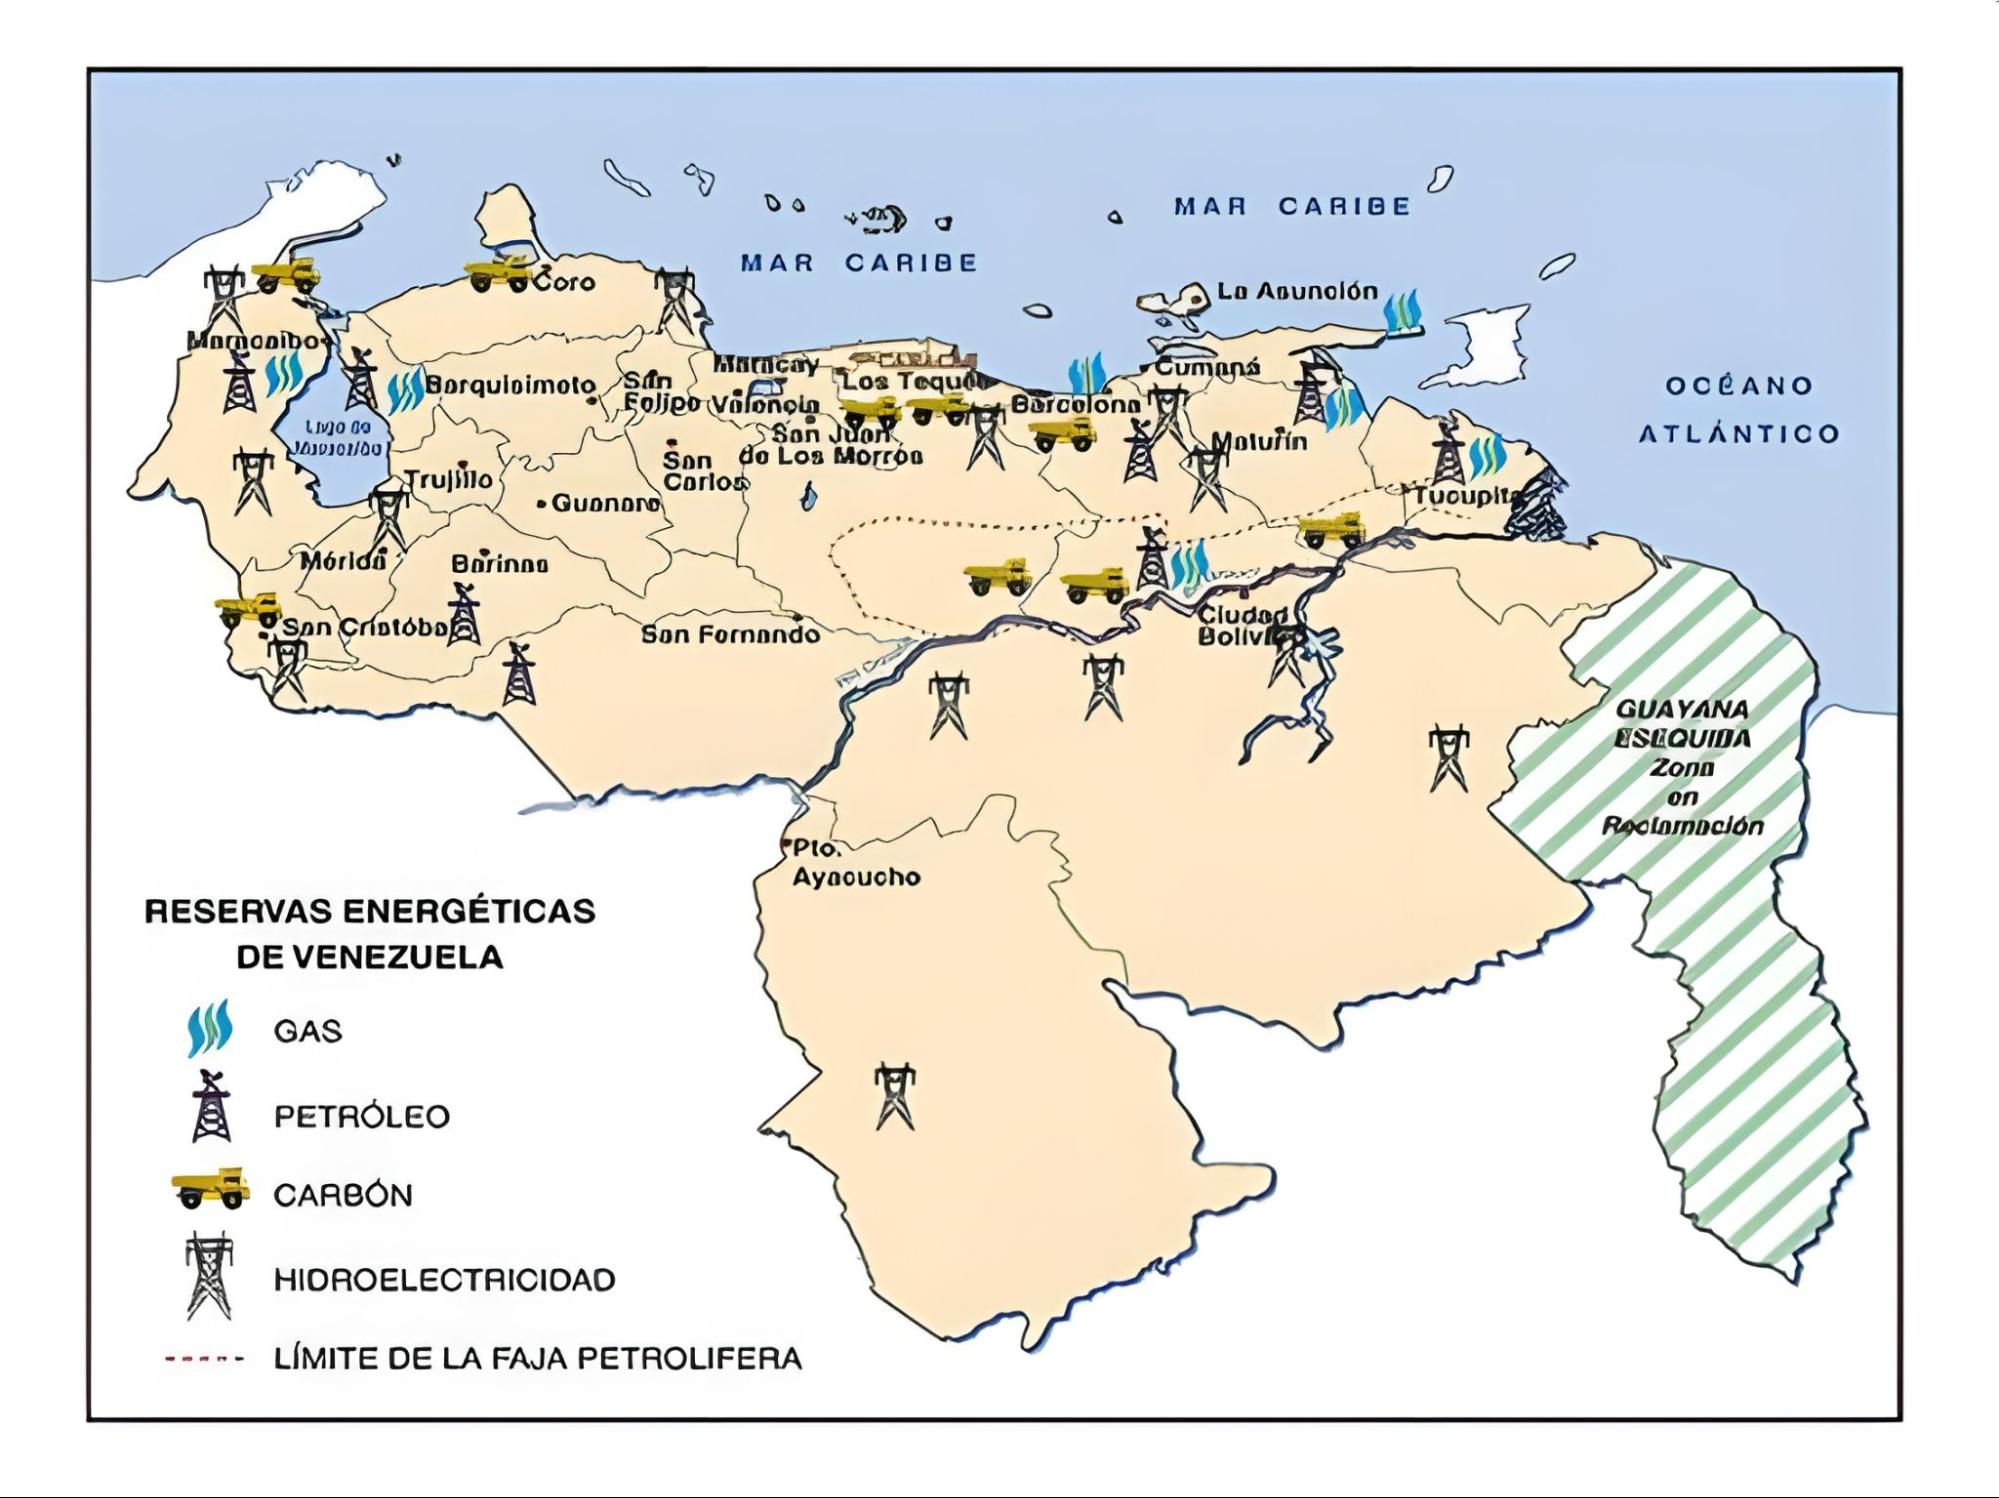 MAR CARIBE
MAR CARIBE
La Asunción
Coro
Maracaibo
Maracay
Cumaná
OCÉANO
ATLÁNTICO
Barquisimeto
San
Felipe
Valencia
Los Teques
Barcelona
Lago de
Maracaibo
San Juan
de Los Morros
Maturín
San
Carlos
Trujillo
Guanare
Tucupita
Mérida
Barinas
San Cristóbal
San Fernando
Ciudad
Bolívar
GUAYANA
ESEQUIBA
Zona
en
Reclamación
Pto.
Ayacucho
RESERVAS ENERGÉTICAS
DE VENEZUELA
GAS
PETRÓLEO
CARBÓN
HIDROELECTRICIDAD
LÍMITE DE LA FAJA PETROLIFERA